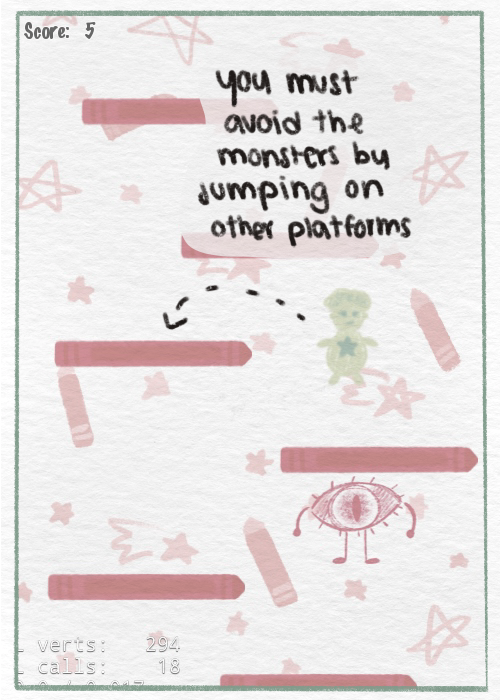 Score: 5
you must
avoid the
monsters by
Jumping on
other platforms
verts: 294
calls: 18